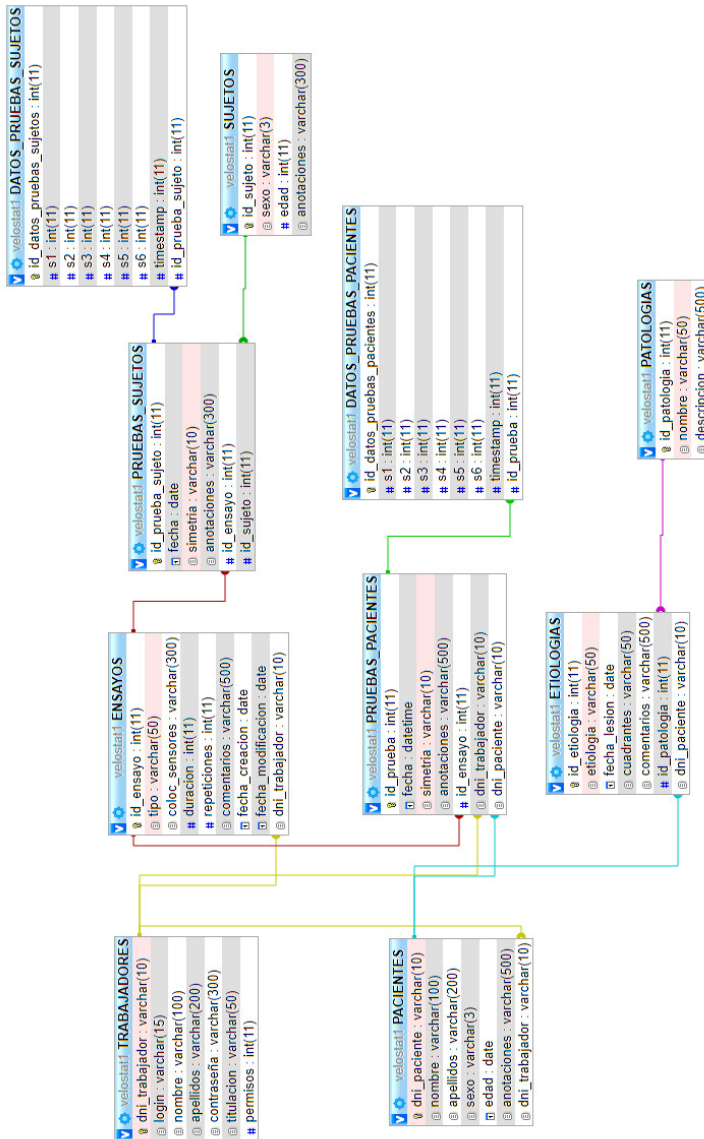 velostat1 DATOS_PRUEBAS_SUJETOS
id_datos_pruebas_sujetos : int(11)
# s1 : int(11)
# s2 : int(11)
# s3 : int(11)
# s4 : int(11)
# s5 : int(11)
# s6 : int(11)
# timestamp : int(11)
# id_prueba_sujeto : int(11)
velostat1 SUJETOS
id_sujeto : int(11)
sexo : varchar(3)
# edad : int(11)
anotaciones : varchar(300)
velostat1 PRUEBAS_SUJETOS
id_prueba_sujeto : int(11)
fecha : date
simetria : varchar(10)
anotaciones : varchar(300)
# id_ensayo : int(11)
# id_sujeto : int(11)
velostat1 DATOS_PRUEBAS_PACIENTES
id_datos_pruebas_pacientes : int(11)
# s1 : int(11)
# s2 : int(11)
# s3 : int(11)
# s4 : int(11)
# s5 : int(11)
# s6 : int(11)
# timestamp : int(11)
# id_prueba : int(11)
velostat1 PATOLOGIAS
id_patologia : int(11)
nombre : varchar(50)
descripcion : varchar(500)
velostat1 ENSAYOS
id_ensayo : int(11)
tipo : varchar(50)
coloc_sensores : varchar(300)
# duracion : int(11)
# repeticiones : int(11)
comentarios : varchar(500)
fecha_creacion : date
fecha_modificacion : date
dni_trabajador : varchar(10)
velostat1 PRUEBAS_PACIENTES
id_prueba : int(11)
fecha : datetime
simetria : varchar(10)
anotaciones : varchar(500)
# id_ensayo : int(11)
dni_trabajador : varchar(10)
dni_paciente : varchar(10)
velostat1 ETIOLOGIAS
id_etiologia : int(11)
etiologia : varchar(50)
fecha_lesion : date
cuadrantes : varchar(50)
comentarios : varchar(500)
# id_patologia : int(11)
dni_paciente : varchar(10)
velostat1 TRABAJADORES
dni_trabajador : varchar(10)
login : varchar(15)
nombre : varchar(100)
apellidos : varchar(200)
contraseña : varchar(300)
titulacion : varchar(50)
# permisos : int(11)
velostat1 PACIENTES
dni_paciente : varchar(10)
nombre : varchar(100)
apellidos : varchar(200)
sexo : varchar(3)
edad : date
anotaciones : varchar(500)
dni_trabajador : varchar(10)